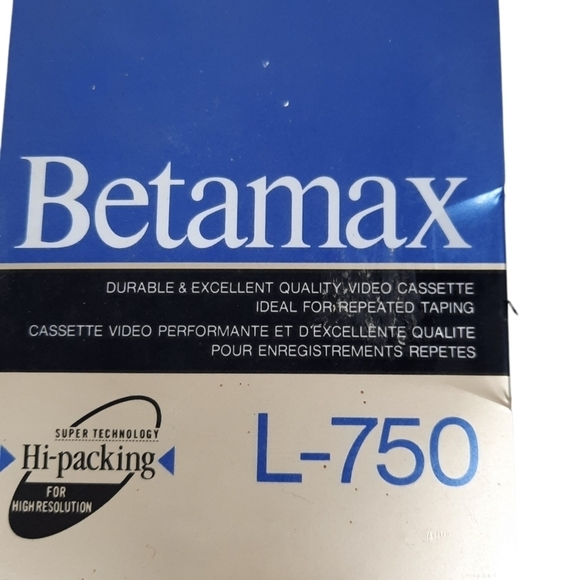 Betamax
DURABLE & EXCELLENT QUALITY VIDEO CASSETTE
IDEAL FOR REPEATED TAPING
CASSETTE VIDEO PERFORMANTE ET D'EXCELLENTE QUALITE
POUR ENREGISTREMENTS REPETES
SUPER TECHNOLOGY
Hi-packing
FOR
HIGH RESOLUTION
L-750